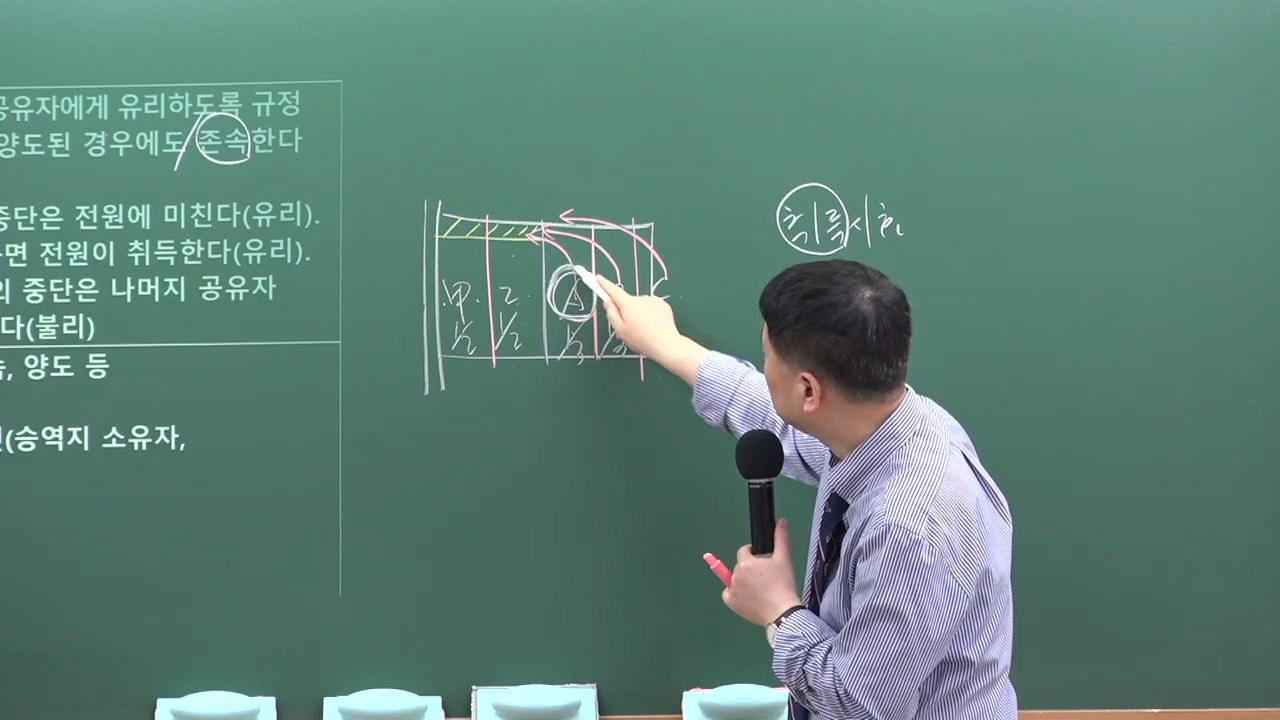 공유자에게 유리하도록 규정
양도된 경우에도 존속한다
중단은 전원에 미친다(유리).
면 전원이 취득한다(유리).
의 중단은 나머지 공유자
다(불리)
, 양도 등
(승역지 소유자,
甲 乙 A
1/2 1/2 1/3
취득시효